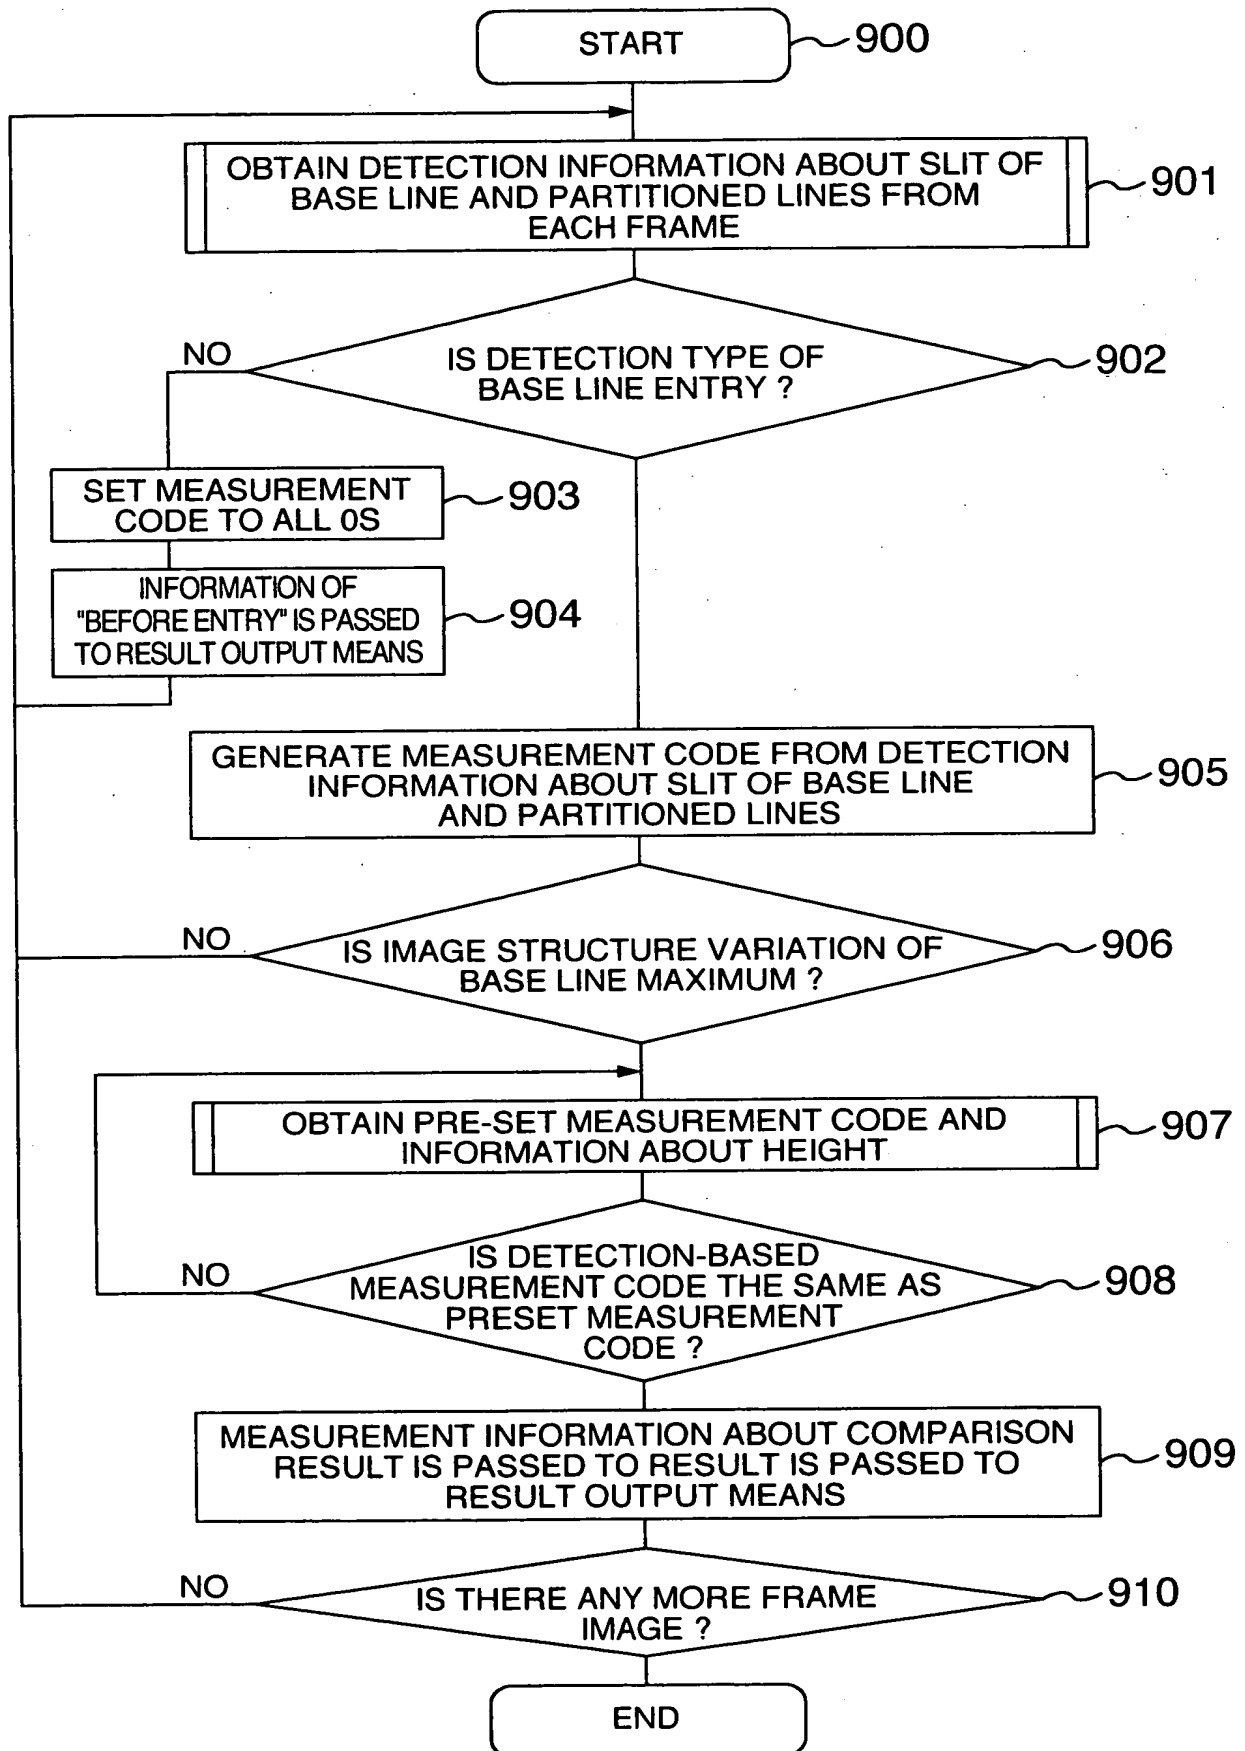 START
900
OBTAIN DETECTION INFORMATION ABOUT SLIT OF
BASE LINE AND PARTITIONED LINES FROM
EACH FRAME
901
NO
IS DETECTION TYPE OF
BASE LINE ENTRY ?
902
SET MEASUREMENT
CODE TO ALL 0S
903
INFORMATION OF
"BEFORE ENTRY" IS PASSED
TO RESULT OUTPUT MEANS
904
GENERATE MEASUREMENT CODE FROM DETECTION
INFORMATION ABOUT SLIT OF BASE LINE
AND PARTITIONED LINES
905
NO
IS IMAGE STRUCTURE VARIATION OF
BASE LINE MAXIMUM ?
906
OBTAIN PRE-SET MEASUREMENT CODE AND
INFORMATION ABOUT HEIGHT
907
NO
IS DETECTION-BASED
MEASUREMENT CODE THE SAME AS
PRESET MEASUREMENT
CODE ?
908
MEASUREMENT INFORMATION ABOUT COMPARISON
RESULT IS PASSED TO RESULT IS PASSED TO
RESULT OUTPUT MEANS
909
NO
IS THERE ANY MORE FRAME
IMAGE ?
910
END